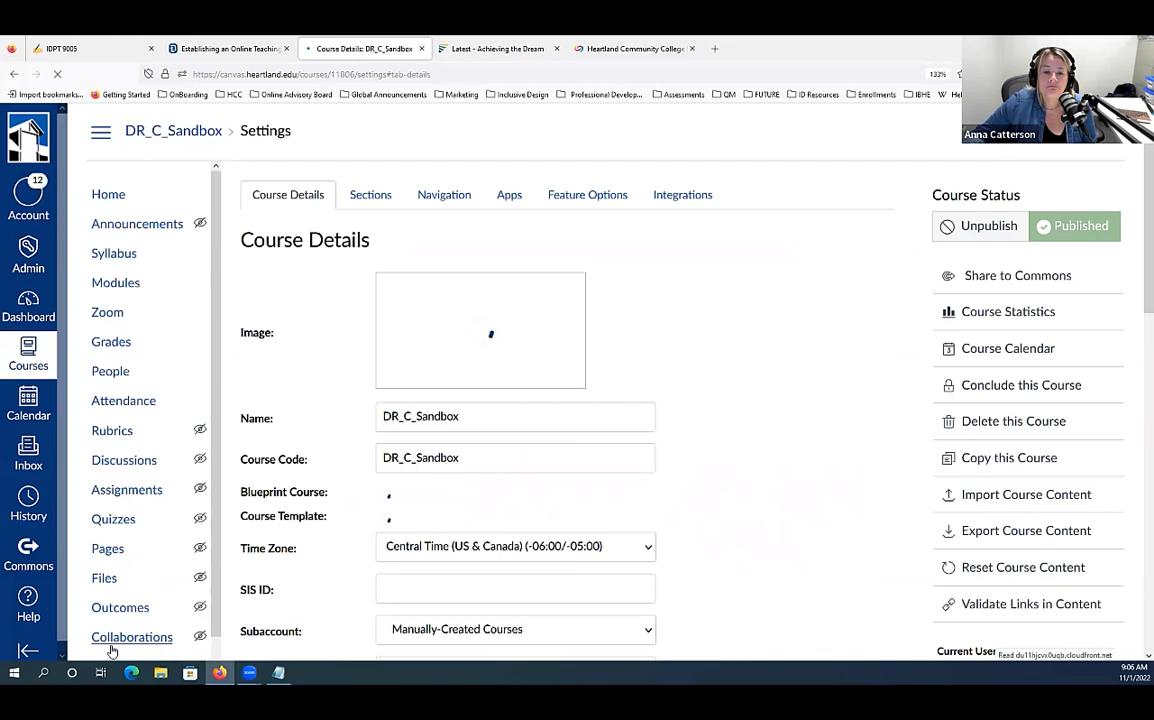 IDPT 9005
Establishing an Online Teaching
Course Details: DR_C_Sandbox
Latest - Achieving the Dream
Heartland Community College
https://canvas.heartland.edu/courses/11806/settings#tab-details
133%
Import bookmarks...
Getting Started
OnBoarding
HCC
Online Advisory Board
Global Announcements
Marketing
Inclusive Design
Professional Develop...
Assessments
QM
FUTURE
ID Resources
Enrollments
IBHE
Anna Catterson
DR_C_Sandbox > Settings
12
Account
Admin
Dashboard
Courses
Calendar
Inbox
History
Commons
Help
Home
Announcements
Syllabus
Modules
Zoom
Grades
People
Attendance
Rubrics
Discussions
Assignments
Quizzes
Pages
Files
Outcomes
Collaborations
Course Details
Sections
Navigation
Apps
Feature Options
Integrations
Course Details
Image:
Name:
DR_C_Sandbox
Course Code:
DR_C_Sandbox
Blueprint Course:
Course Template:
Time Zone:
Central Time (US & Canada) (-06:00/-05:00)
SIS ID:
Subaccount:
Manually-Created Courses
Course Status
Unpublish
Published
Share to Commons
Course Statistics
Course Calendar
Conclude this Course
Delete this Course
Copy this Course
Import Course Content
Export Course Content
Reset Course Content
Validate Links in Content
Current User
Read du11hjcvx0uqb.cloudfront.net
9:06 AM
11/1/2022